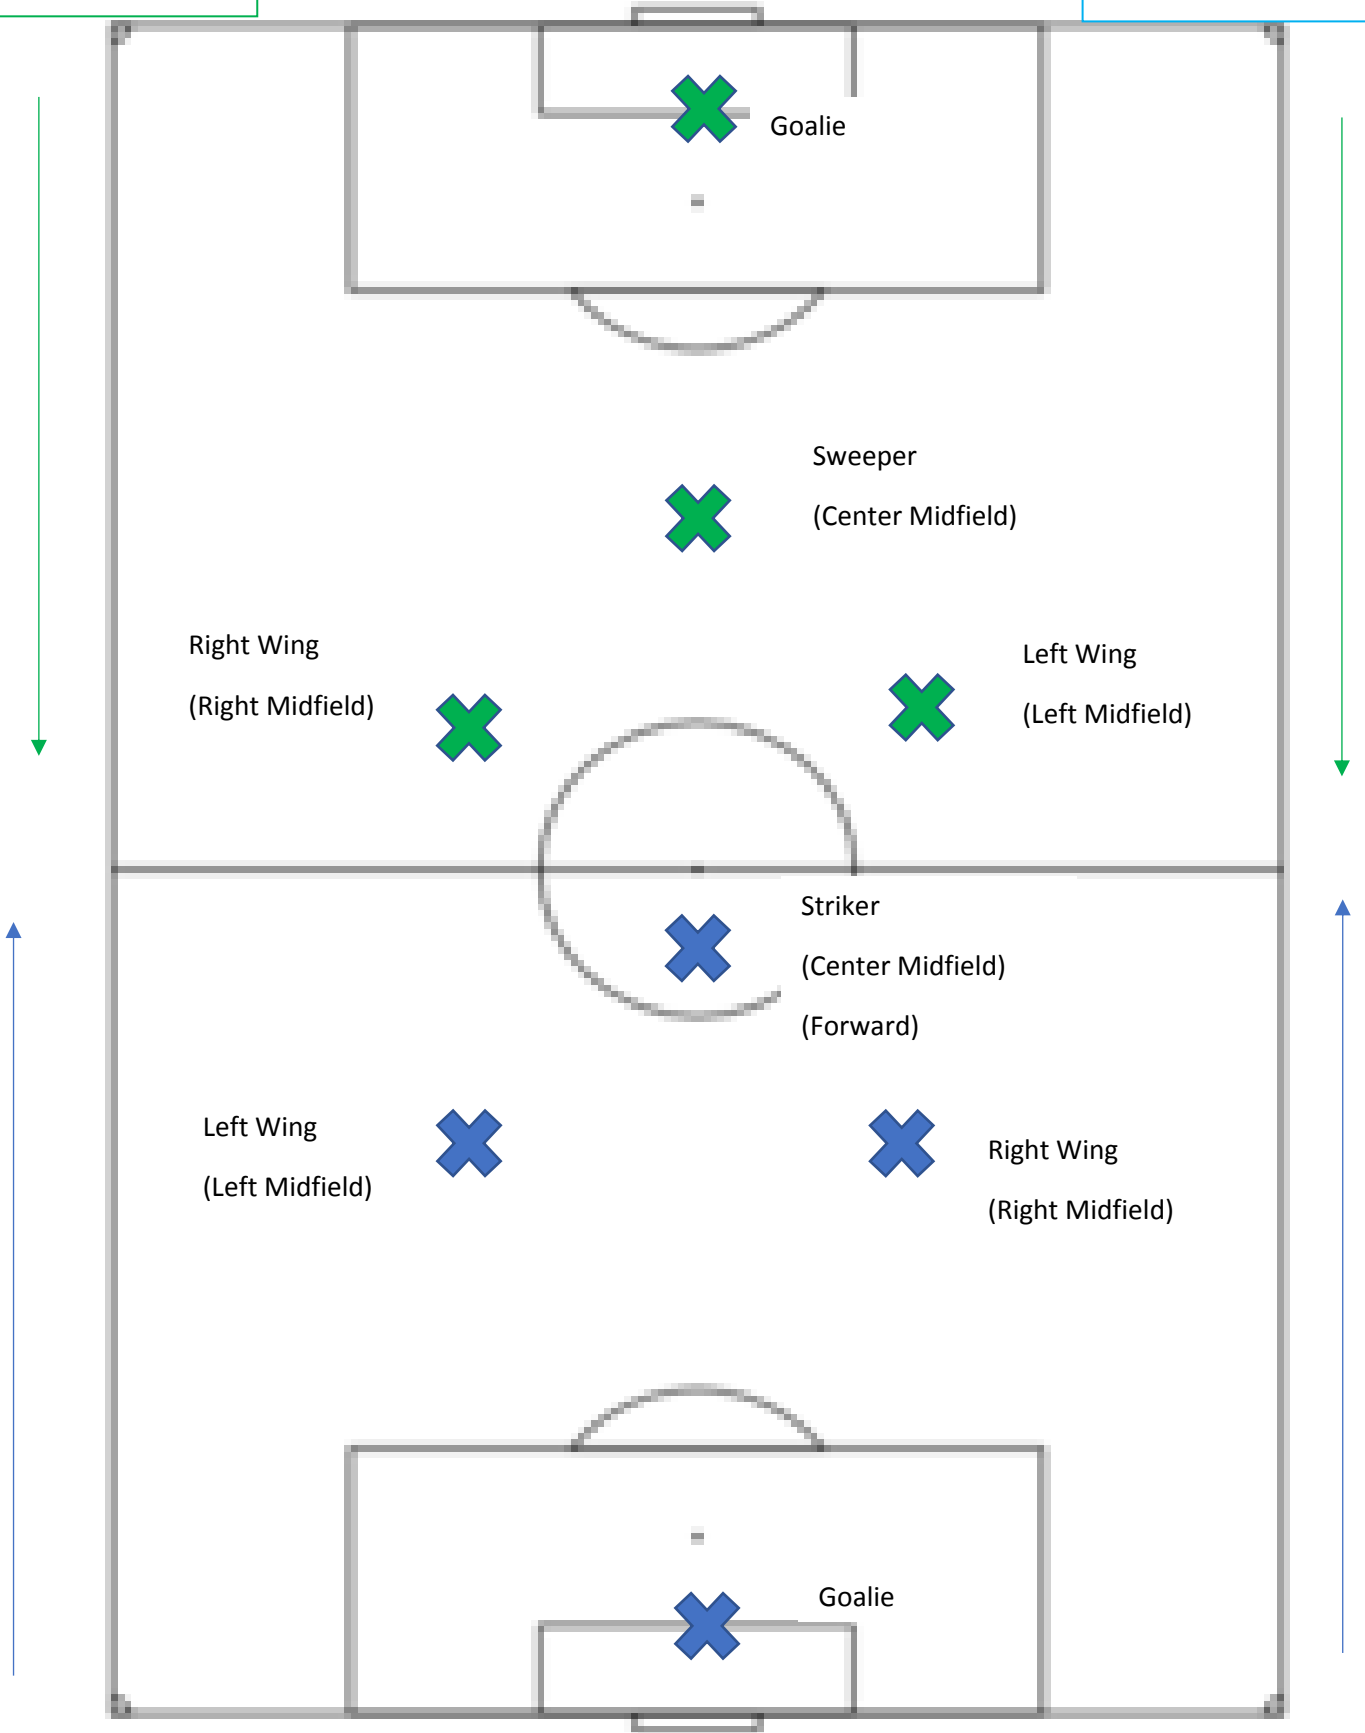 Goalie
Sweeper
(Center Midfield)
Right Wing
(Right Midfield)
Left Wing
(Left Midfield)
Striker
(Center Midfield)
(Forward)
Left Wing
(Left Midfield)
Right Wing
(Right Midfield)
Goalie